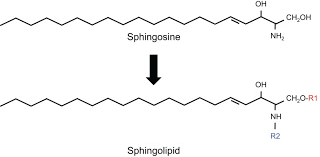 OH
CH₂OH
NH₂
Sphingosine
OH
CH₂O-R1
NH
R2
Sphingolipid